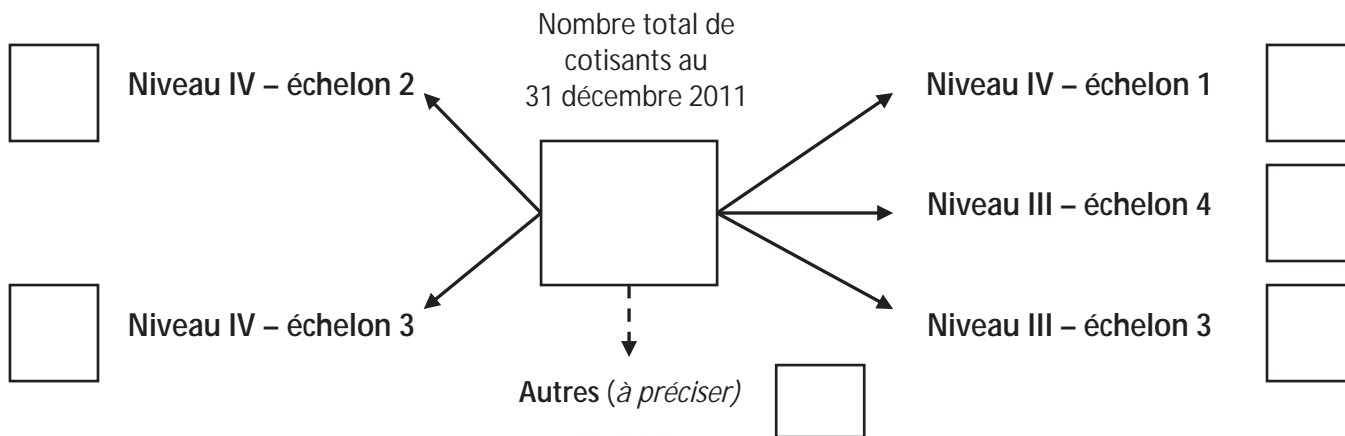 Nombre total de
cotisants au
31 décembre 2011
Niveau IV – échelon 2
Niveau IV – échelon 1
Niveau III – échelon 4
Niveau IV – échelon 3
Niveau III – échelon 3
Autres (à préciser)